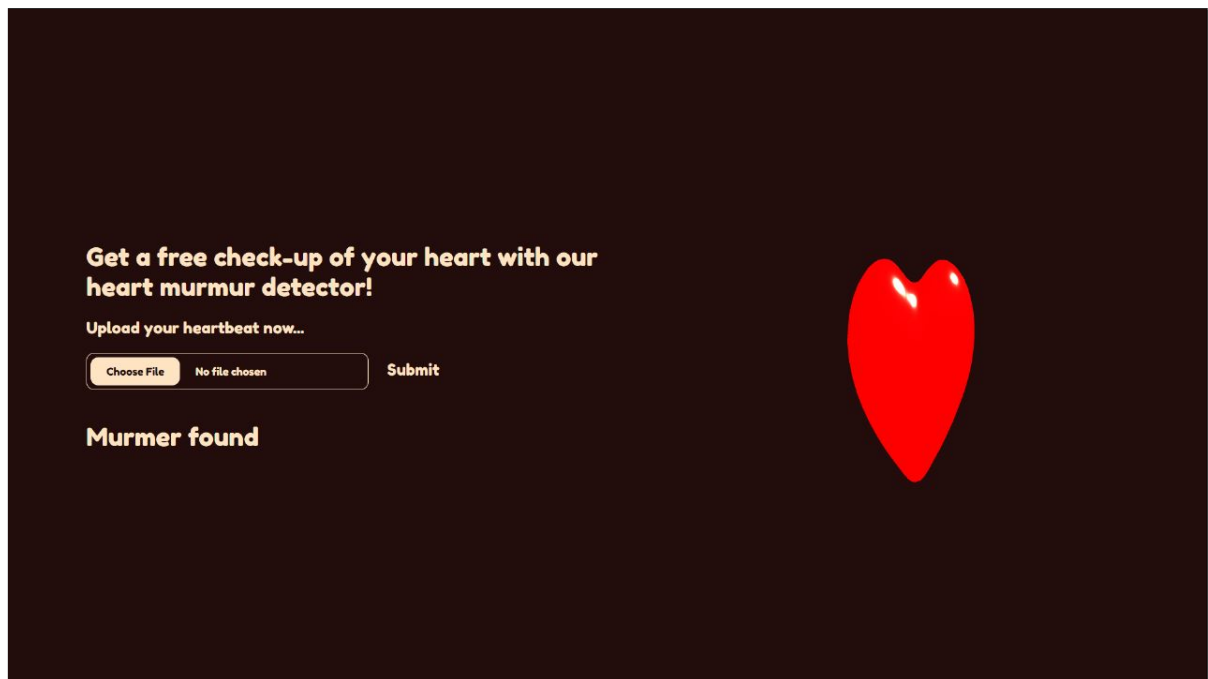 Get a free check-up of your heart with our
heart murmur detector!
Upload your heartbeat now...
Choose File No file chosen Submit
Murmer found